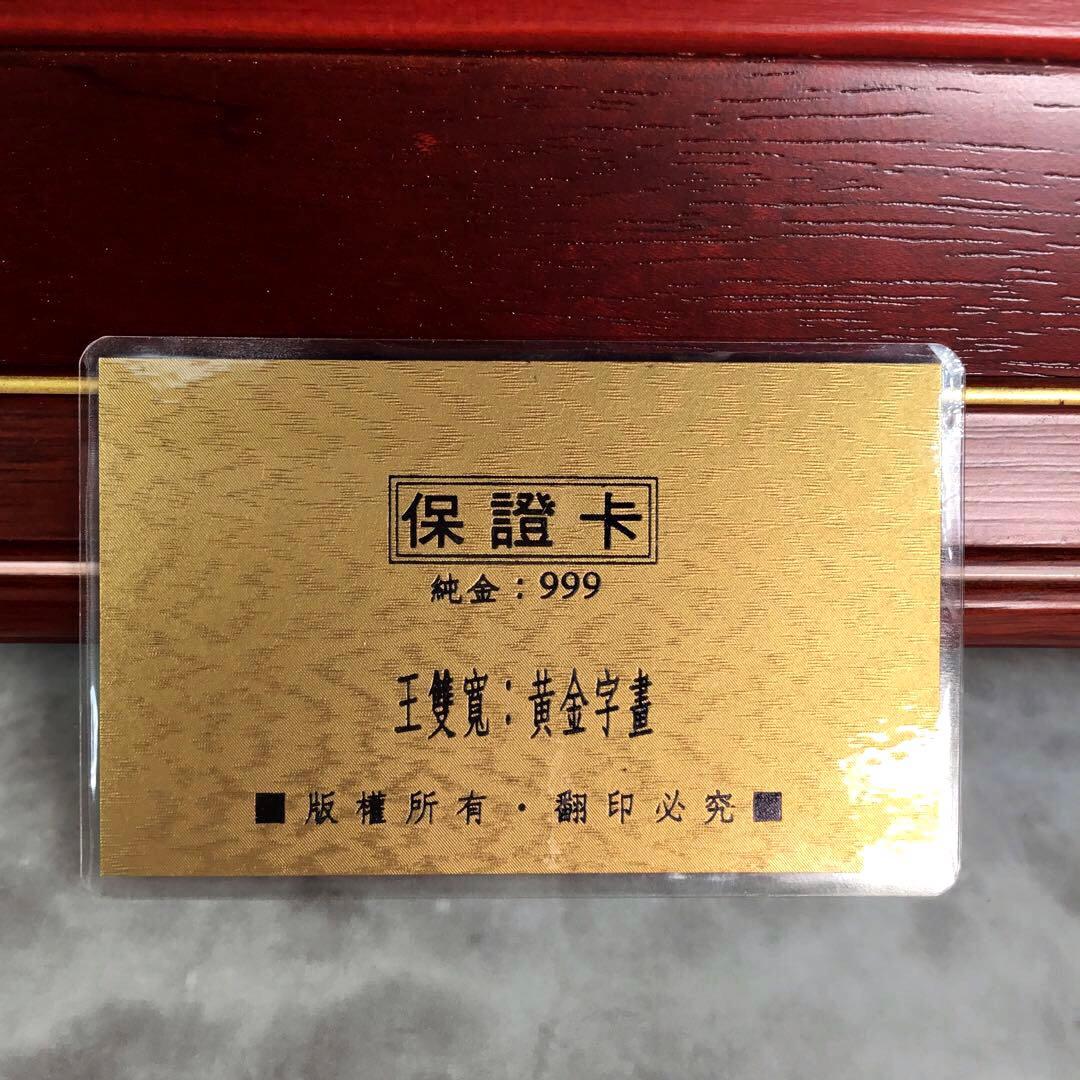 保證卡
純金：999
王雙寬：黃金字畫
■版權所有・翻印必究■